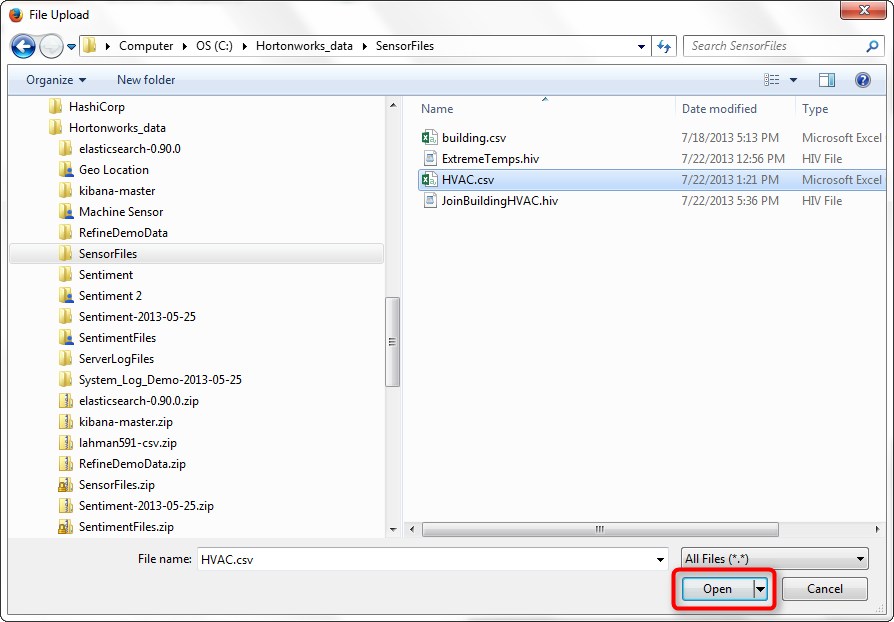 File Upload
Computer OS (C:) Hortonworks_data SensorFiles Search SensorFiles
Organize New folder
HashiCorp
Hortonworks_data
elasticsearch-0.90.0
Geo Location
kibana-master
Machine Sensor
RefineDemoData
SensorFiles
Sentiment
Sentiment 2
Sentiment-2013-05-25
SentimentFiles
ServerLogFiles
System_Log_Demo-2013-05-25
elasticsearch-0.90.0.zip
kibana-master.zip
lahman591-csv.zip
RefineDemoData.zip
SensorFiles.zip
Sentiment-2013-05-25.zip
SentimentFiles.zip
Name Date modified Type
building.csv 7/18/2013 5:13 PM Microsoft Excel
ExtremeTemps.hiv 7/22/2013 12:56 PM HIV File
HVAC.csv 7/22/2013 1:21 PM Microsoft Excel
JoinBuildingHVAC.hiv 7/22/2013 5:36 PM HIV File
File name: HVAC.csv All Files (*.*)
Open Cancel